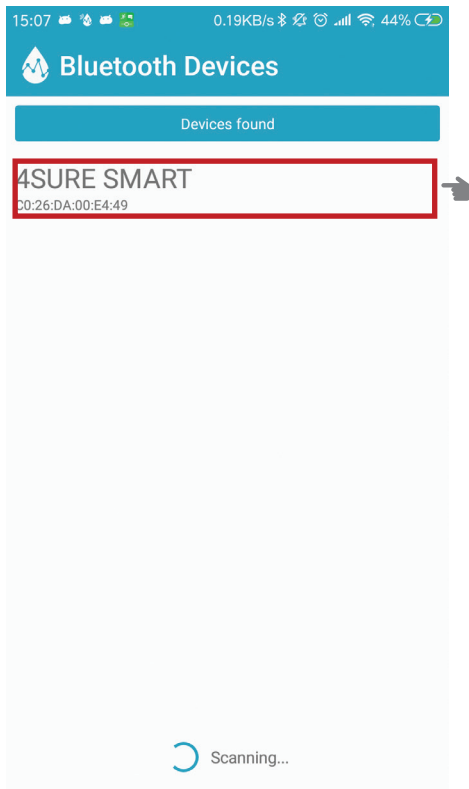 15:07 0.19KB/s 44%
Bluetooth Devices
Devices found
4SURE SMART
C0:26:DA:00:E4:49
Scanning...